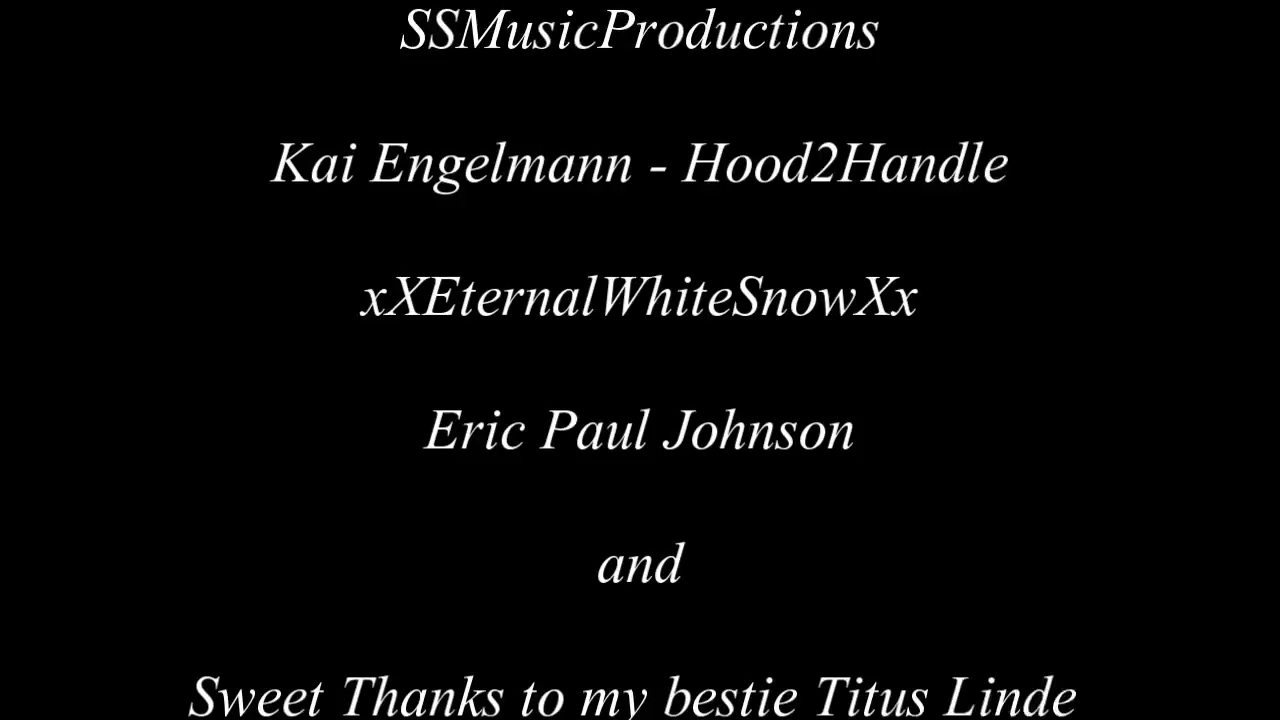 SSMusicProductions
Kai Engelmann - Hood2Handle
xXEternalWhiteSnowXx
Eric Paul Johnson
and
Sweet Thanks to my bestie Titus Linde